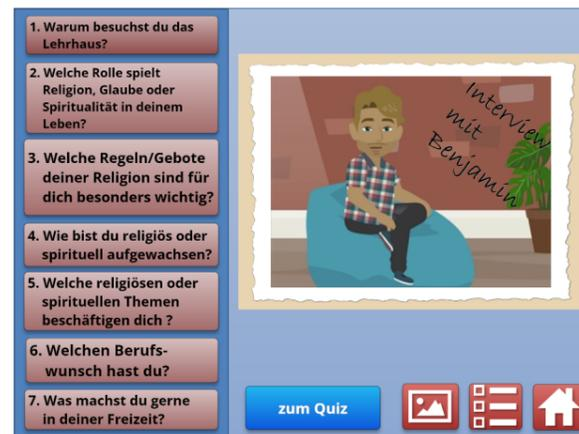 1. Warum besuchst du das
Lehrhaus?
2. Welche Rolle spielt
Religion, Glaube oder
Spiritualität in deinem
Leben?
3. Welche Regeln/Gebote
deiner Religion sind für
dich besonders wichtig?
4. Wie bist du religiös oder
spirituell aufgewachsen?
5. Welche religiösen oder
spirituellen Themen
beschäftigen dich ?
6. Welchen Berufs-
wunsch hast du?
7. Was machst du gerne
in deiner Freizeit?
Interview
mit
Benjamin
zum Quiz